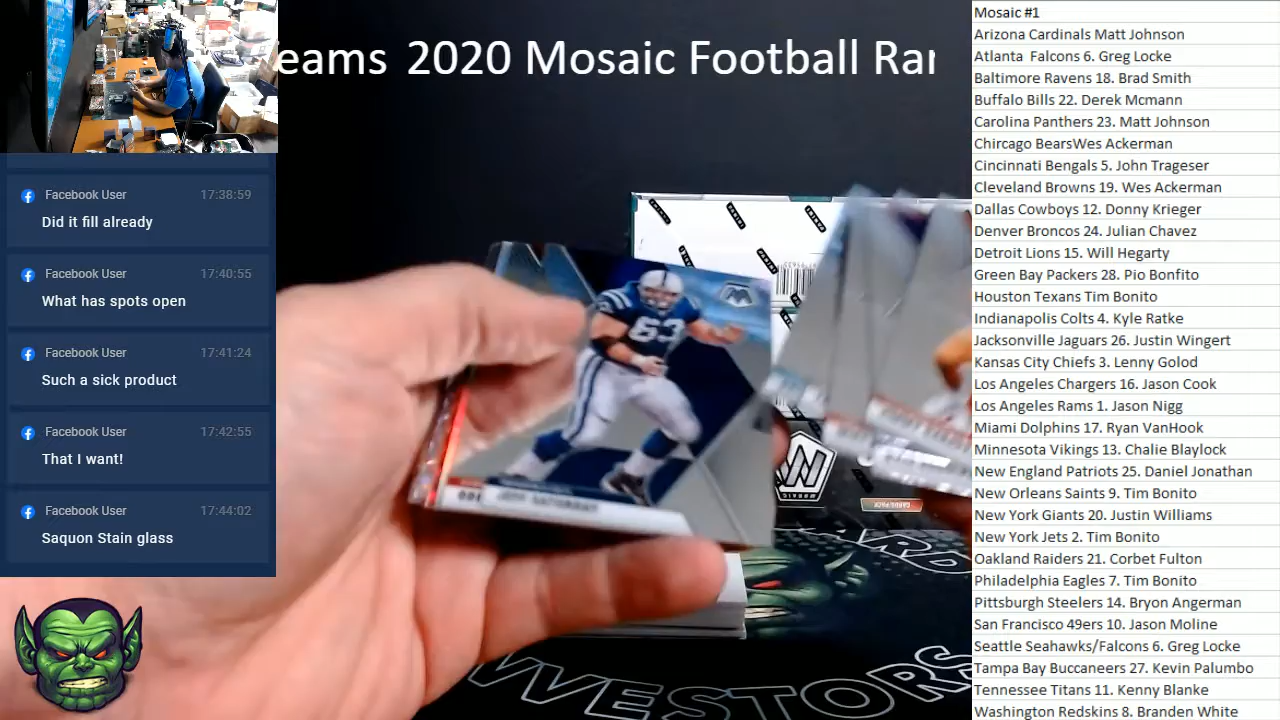 eams 2020 Mosaic Football Rar
Facebook User 17:38:59
Did it fill already
Facebook User 17:40:55
What has spots open
Facebook User 17:41:24
Such a sick product
Facebook User 17:42:55
That I want!
Facebook User 17:44:02
Saquon Stain glass
63
MOSAIC
WESTORS
Mosaic #1
Arizona Cardinals Matt Johnson
Atlanta Falcons 6. Greg Locke
Baltimore Ravens 18. Brad Smith
Buffalo Bills 22. Derek Mcmann
Carolina Panthers 23. Matt Johnson
Chircago BearsWes Ackerman
Cincinnati Bengals 5. John Trageser
Cleveland Browns 19. Wes Ackerman
Dallas Cowboys 12. Donny Krieger
Denver Broncos 24. Julian Chavez
Detroit Lions 15. Will Hegarty
Green Bay Packers 28. Pio Bonfito
Houston Texans Tim Bonito
Indianapolis Colts 4. Kyle Ratke
Jacksonville Jaguars 26. Justin Wingert
Kansas City Chiefs 3. Lenny Golod
Los Angeles Chargers 16. Jason Cook
Los Angeles Rams 1. Jason Nigg
Miami Dolphins 17. Ryan VanHook
Minnesota Vikings 13. Chalie Blaylock
New England Patriots 25. Daniel Jonathan
New Orleans Saints 9. Tim Bonito
New York Giants 20. Justin Williams
New York Jets 2. Tim Bonito
Oakland Raiders 21. Corbet Fulton
Philadelphia Eagles 7. Tim Bonito
Pittsburgh Steelers 14. Bryon Angerman
San Francisco 49ers 10. Jason Moline
Seattle Seahawks/Falcons 6. Greg Locke
Tampa Bay Buccaneers 27. Kevin Palumbo
Tennessee Titans 11. Kenny Blanke
Washington Redskins 8. Branden White